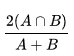 2(A ∩ B)
A + B